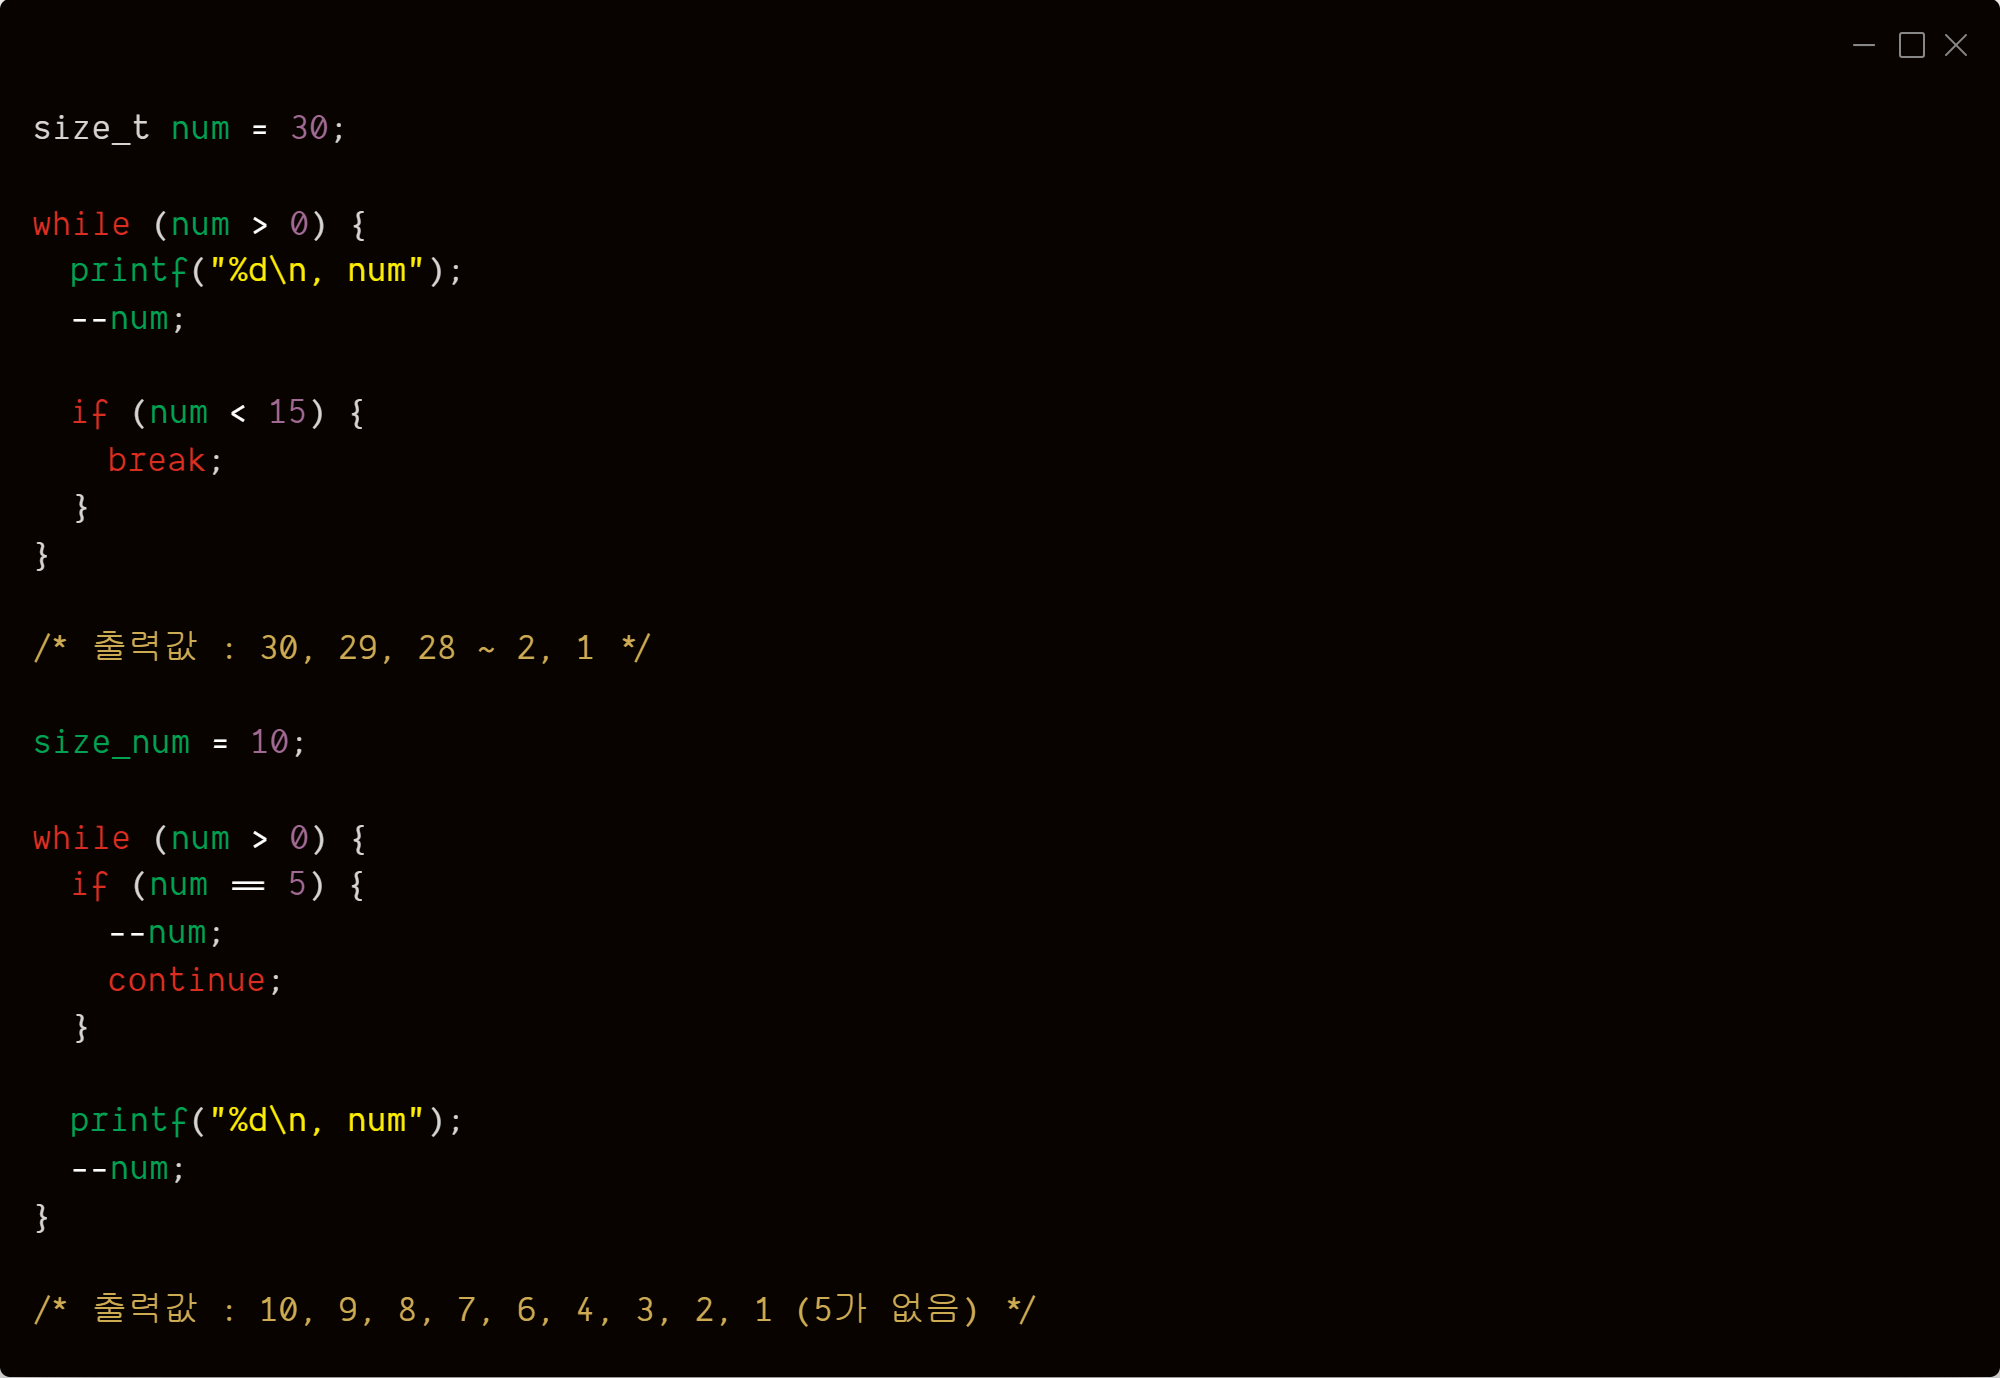 size_t num = 30;
while (num > 0) {
printf("%d\n, num");
--num;
if (num < 15) {
break;
}
}
/* 출력값 : 30, 29, 28 ~ 2, 1 */
size_num = 10;
while (num > 0) {
if (num == 5) {
--num;
continue;
}
printf("%d\n, num");
--num;
}
/* 출력값 : 10, 9, 8, 7, 6, 4, 3, 2, 1 (5가 없음) */